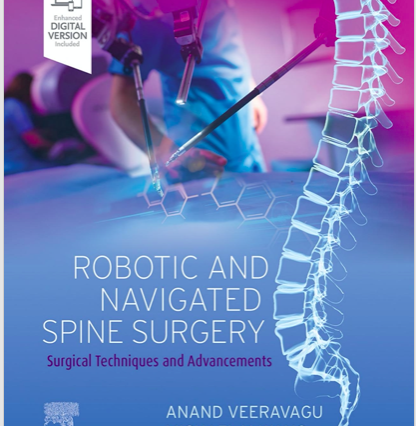 Enhanced
DIGITAL
VERSION
Included
ROBOTIC AND
NAVIGATED
SPINE SURGERY
Surgical Techniques and Advancements
ANAND VEERAVAGU